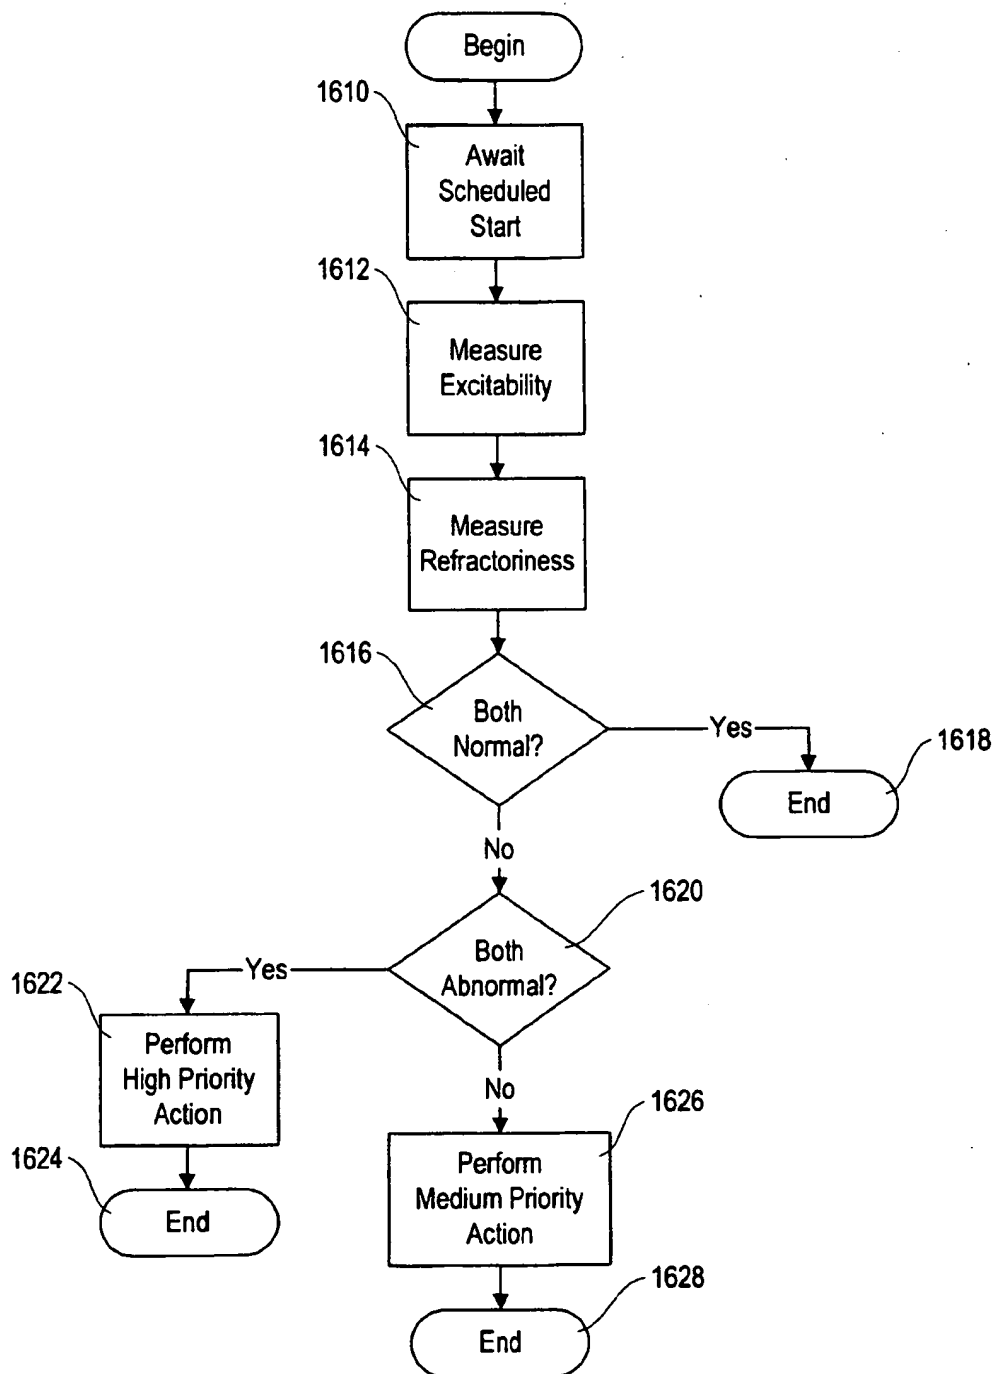 Begin
1610
Await
Scheduled
Start
1612
Measure
Excitability
1614
Measure
Refractoriness
1616
Both
Normal?
Yes
1618
End
No
1620
Both
Abnormal?
Yes
1622
Perform
High Priority
Action
1624
End
No
1626
Perform
Medium Priority
Action
1628
End